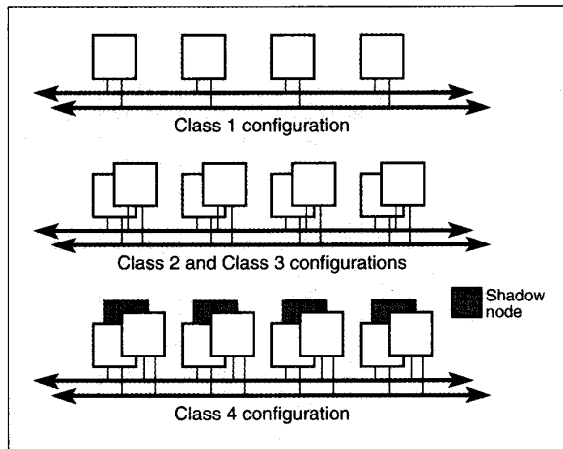 Class 1 configuration
Class 2 and Class 3 configurations
Shadow
node
Class 4 configuration